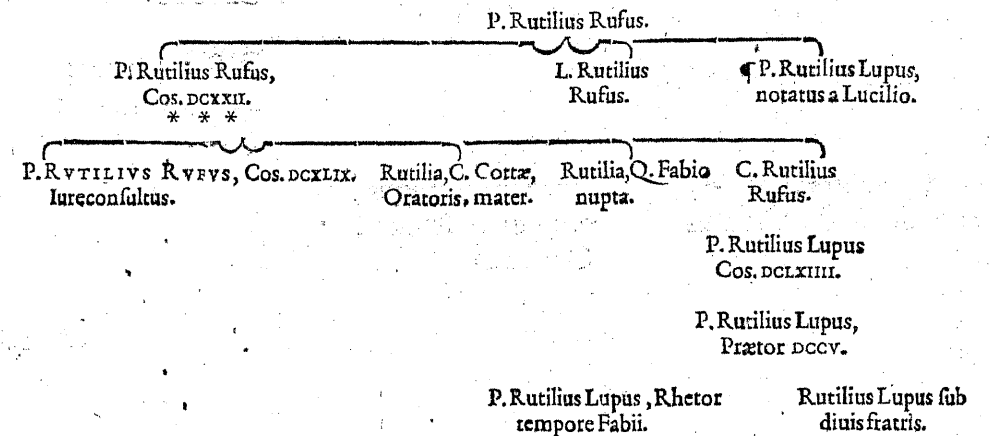 P. Rutilius Rufus.
P. Rutilius Rufus,
Cos. DCXXII.
* * *
L. Rutilius
Rufus.
¶ P. Rutilius Lupus,
notatus a Lucilio.
P. RVTILIVS RVFVS, Cos. DCXLIX.
Iureconſultus.
Rutilia, C. Cottæ,
Oratoris, mater.
Rutilia, Q. Fabio
nupta.
C. Rutilius
Rufus.
P. Rutilius Lupus
Cos. DCLXIIII.
P. Rutilius Lupus,
Prætor DCCV.
P. Rutilius Lupus, Rhetor
tempore Fabii.
Rutilius Lupus ſub
diuis fratris.